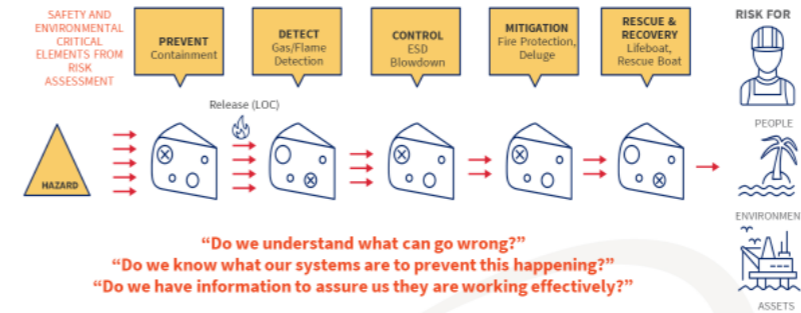 SAFETY AND
ENVIRONMENTAL
CRITICAL
ELEMENTS FROM
RISK
ASSESSMENT
PREVENT
Containment
DETECT
Gas/Flame
Detection
CONTROL
ESD
Blowdown
MITIGATION
Fire Protection,
Deluge
RESCUE &
RECOVERY
Lifeboat,
Rescue Boat
RISK FOR
Release (LOC)
HAZARD
PEOPLE
ENVIRONMEN
ASSETS
“Do we understand what can go wrong?”
“Do we know what our systems are to prevent this happening?”
“Do we have information to assure us they are working effectively?”